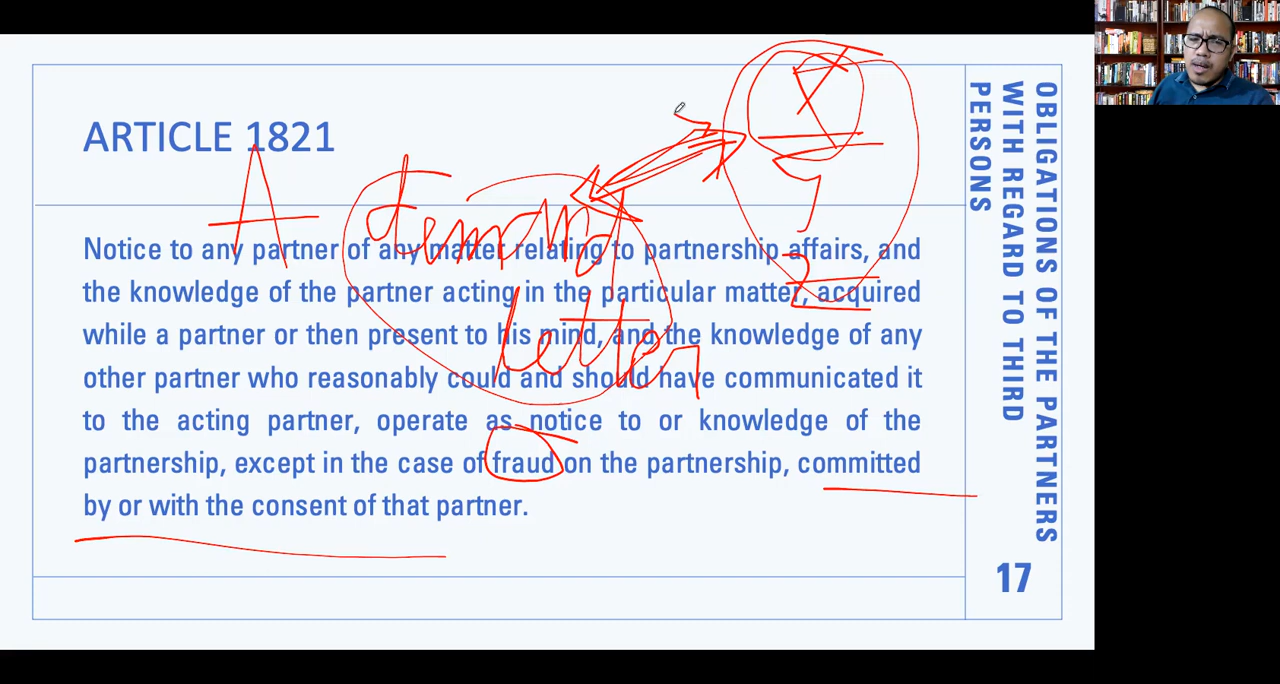 ARTICLE 1821
A
demand
letter
X
Y
Z
Notice to any partner of any matter relating to partnership affairs, and
the knowledge of the partner acting in the particular matter, acquired
while a partner or then present to his mind, and the knowledge of any
other partner who reasonably could and should have communicated it
to the acting partner, operate as notice to or knowledge of the
partnership, except in the case of fraud on the partnership, committed
by or with the consent of that partner.
OBLIGATIONS OF THE PARTNERS
WITH REGARD TO THIRD
PERSONS
17